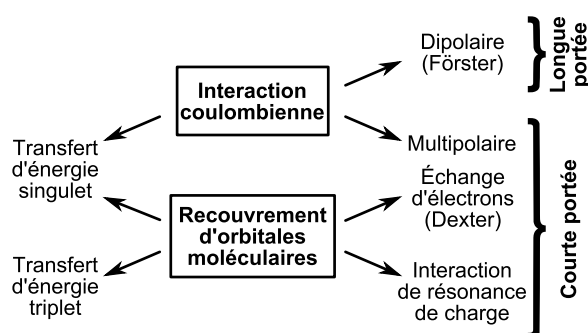 Dipolaire
(Förster)
Longue
portée
Interaction
coulombienne
Transfert
d'énergie
singulet
Multipolaire
Échange
d'électrons
(Dexter)
Recouvrement
d'orbitales
moléculaires
Transfert
d'énergie
triplet
Interaction
de résonance
de charge
Courte portée